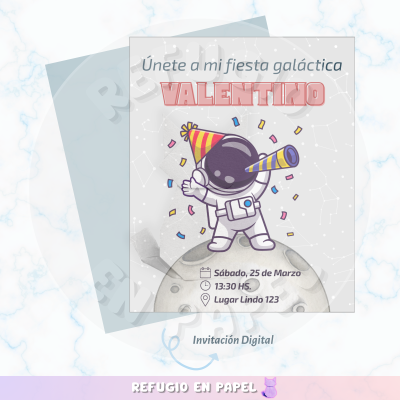 Únete a mi fiesta galáctica
VALENTINO
Sábado, 25 de Marzo
13:30 HS.
Lugar Lindo 123
Invitación Digital
REFUGIO EN PAPEL